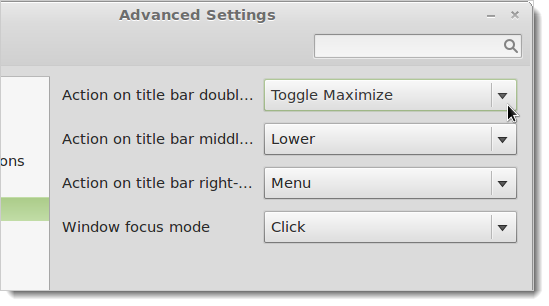 Advanced Settings
Action on title bar doubl... Toggle Maximize
Action on title bar middl... Lower
ons
Action on title bar right-... Menu
Window focus mode Click